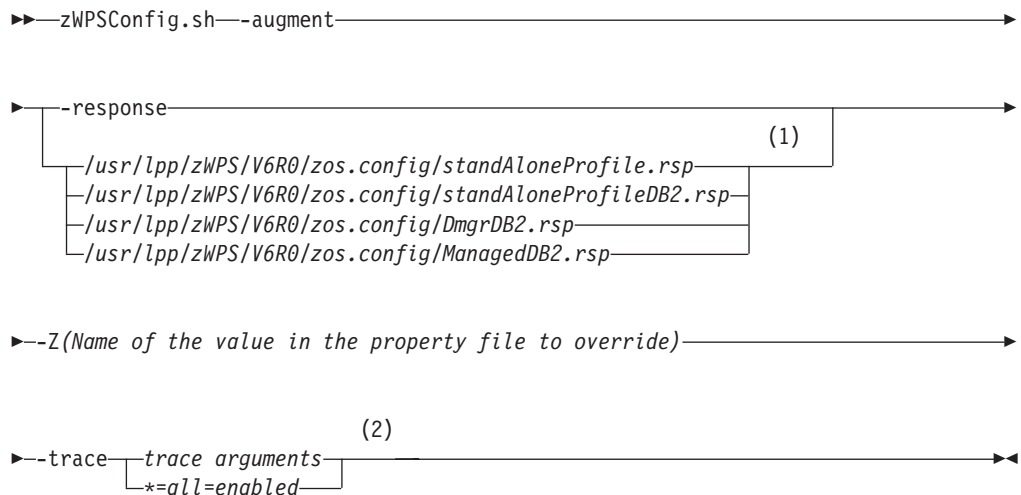 zWPSConfig.sh -augment
-response
(1)
/usr/lpp/zWPS/V6R0/zos.config/standAloneProfile.rsp
/usr/lpp/zWPS/V6R0/zos.config/standAloneProfileDB2.rsp
/usr/lpp/zWPS/V6R0/zos.config/DmgrDB2.rsp
/usr/lpp/zWPS/V6R0/zos.config/ManagedDB2.rsp
-Z(Name of the value in the property file to override)
(2)
-trace trace arguments
*=all=enabled